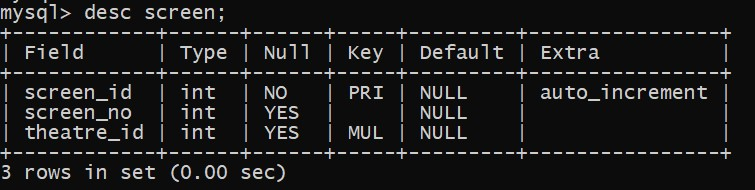 mysql> desc screen;
+------------+------+------+-----+---------+----------------+
| Field      | Type | Null | Key | Default | Extra          |
+------------+------+------+-----+---------+----------------+
| screen_id  | int  | NO   | PRI | NULL    | auto_increment |
| screen_no  | int  | YES  |     | NULL    |                |
| theatre_id | int  | YES  | MUL | NULL    |                |
+------------+------+------+-----+---------+----------------+
3 rows in set (0.00 sec)